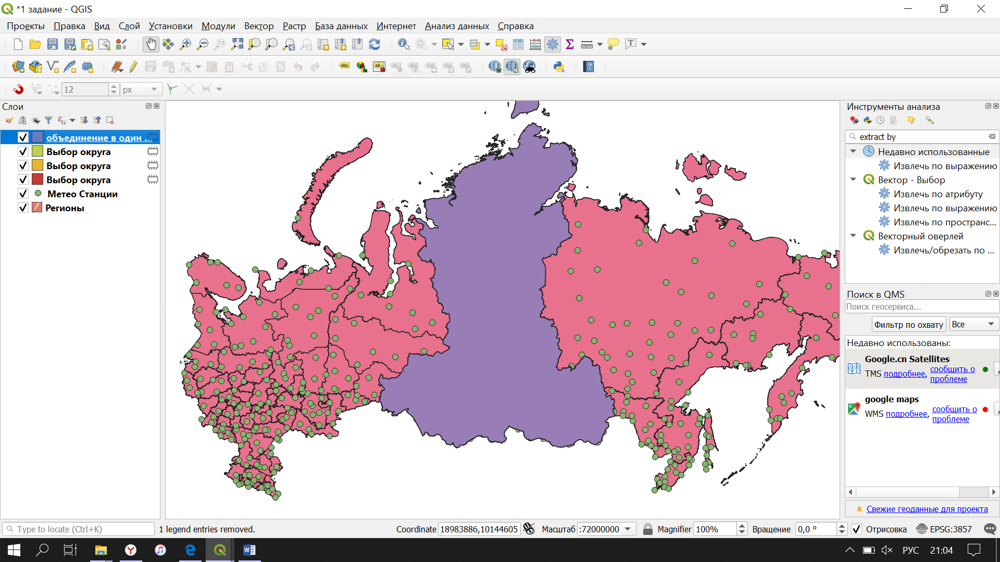 *1 задание - QGIS
Проекты Правка Вид Слой Установки Модули Вектор Растр База данных Интернет Анализ данных Справка
12 px
Слои
объединение в один ...
Выбор округа
Выбор округа
Выбор округа
Метео Станции
Регионы
Инструменты анализа
extract by
Недавно использованные
Извлечь по выражению
Вектор - Выбор
Извлечь по атрибуту
Извлечь по выражению
Извлечь по пространс...
Векторный оверлей
Извлечь/обрезать по ...
Поиск в QMS
Поиск геосервиса...
Фильтр по охвату Все
Недавно использованы:
Google.cn Satellites
TMS подробнее, сообщить о
проблеме
google maps
WMS подробнее, сообщить о
проблеме
Свежие геоданные для проекта
Type to locate (Ctrl+K) 1 legend entries removed. Coordinate 18983886,10144605 Масштаб :72000000 Magnifier 100% Вращение 0,0 ° Отрисовка EPSG:3857
РУС 21:04